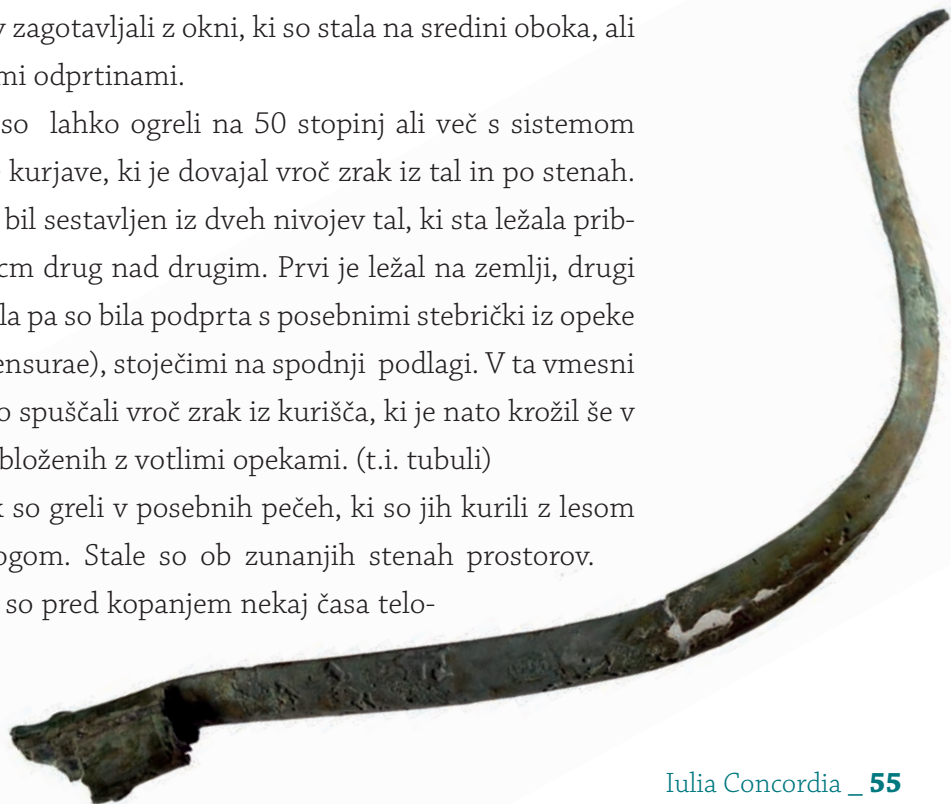 v zagotavljali z okni, ki so stala na sredini oboka, ali
mi odprtinami.
so lahko ogreli na 50 stopinj ali več s sistemom
kurjave, ki je dovajal vroč zrak iz tal in po stenah.
bil sestavljen iz dveh nivojev tal, ki sta ležala prib-
cm drug nad drugim. Prvi je ležal na zemlji, drugi
la pa so bila podprta s posebnimi stebrički iz opeke
ensurae), stoječimi na spodnji podlagi. V ta vmesni
o spuščali vroč zrak iz kurišča, ki je nato krožil še v
bloženih z votlimi opekami. (t.i. tubuli)
k so greli v posebnih pečeh, ki so jih kurili z lesom
ogom. Stale so ob zunanjih stenah prostorov.
so pred kopanjem nekaj časa telo-
Iulia Concordia _ 55